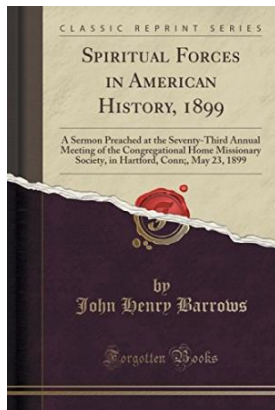 CLASSIC REPRINT SERIES
SPIRITUAL FORCES
IN AMERICAN
HISTORY, 1899
A Sermon Preached at the Seventy-Third Annual
Meeting of the Congregational Home Missionary
Society, in Hartford, Conn;, May 23, 1899
by
John Henry Barrows
Forgotten Books